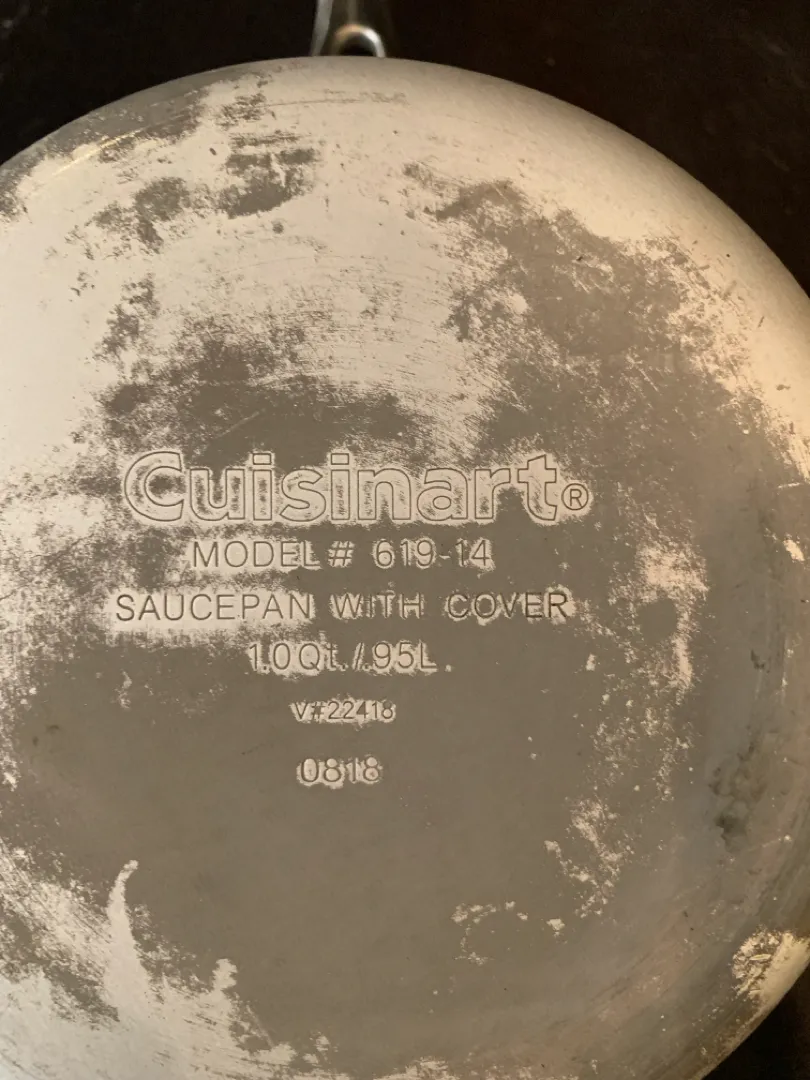 Cuisinart®
MODEL# 619-14
SAUCEPAN WITH COVER
1.0Qt./.95L
V#22418
0818